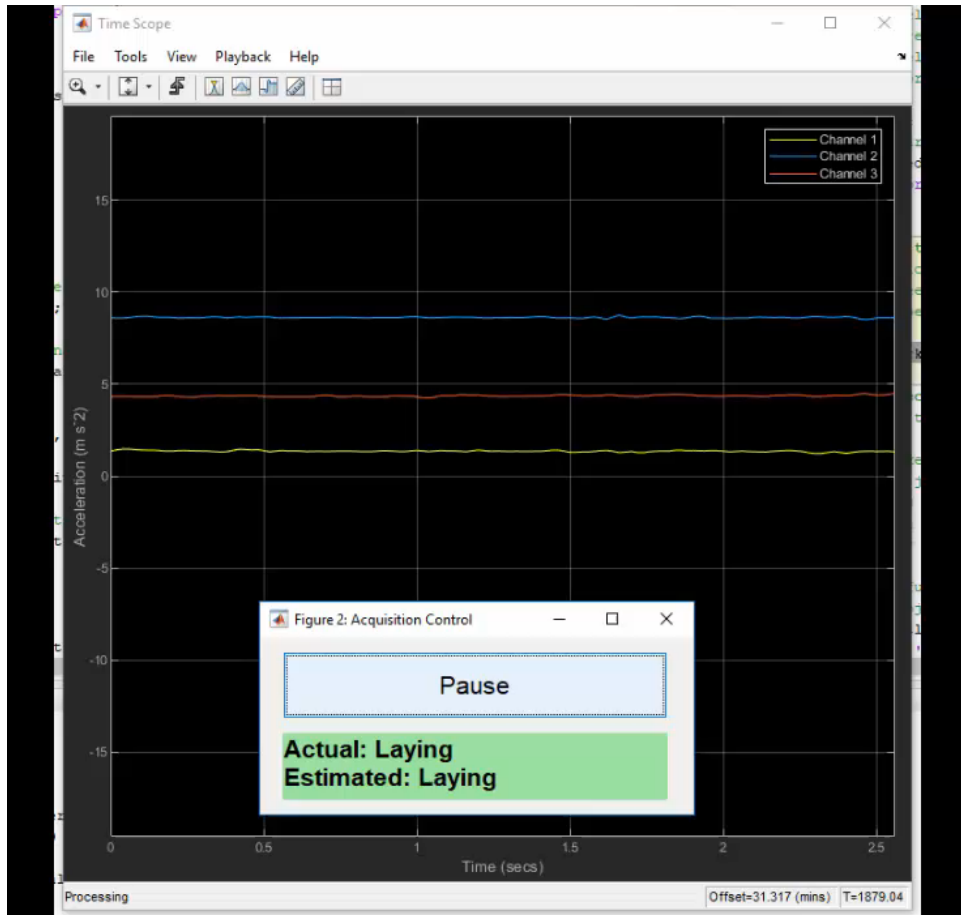 Time Scope
File Tools View Playback Help
Channel 1
Channel 2
Channel 3
15
10
5
0
-5
-10
-15
Acceleration (m s^2)
0 0.5 1 1.5 2 2.5
Time (secs)
Figure 2: Acquisition Control
Pause
Actual: Laying
Estimated: Laying
Processing
Offset=31.317 (mins) T=1879.04